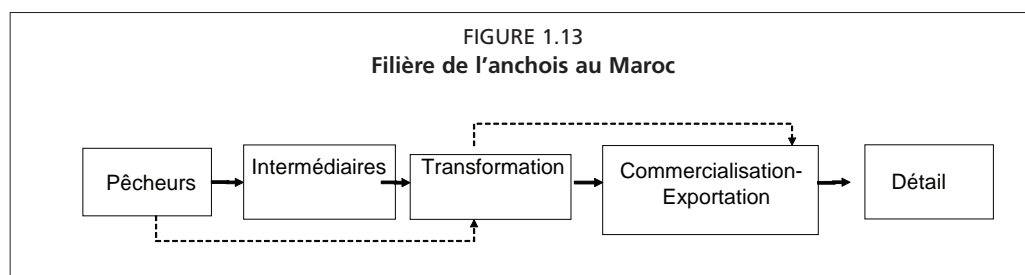 FIGURE 1.13
Filière de l'anchois au Maroc
Pêcheurs
Intermédiaires
Transformation
Commercialisation-
Exportation
Détail